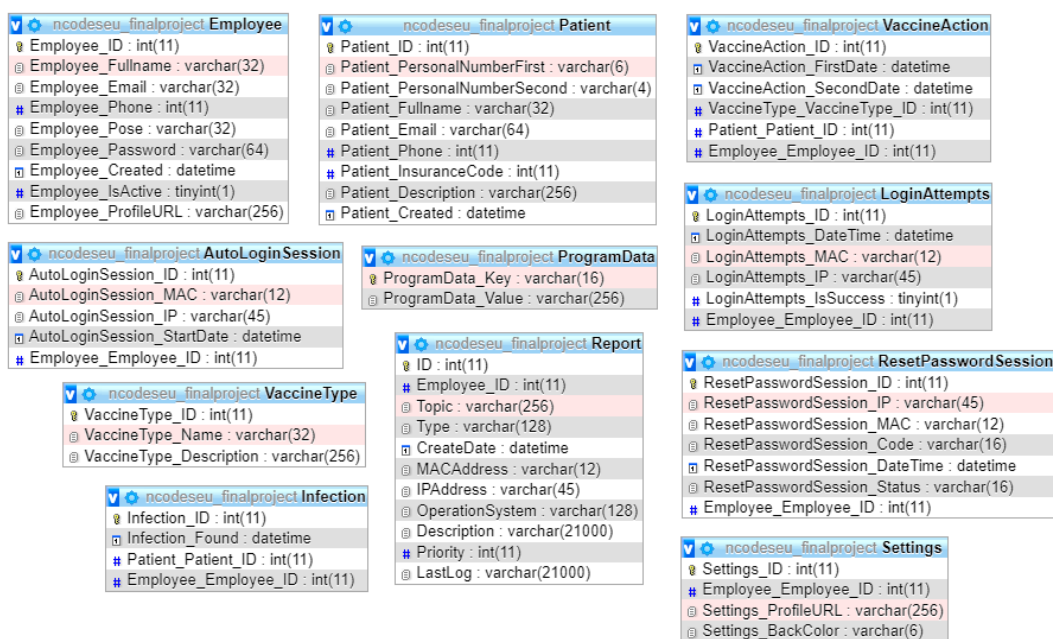 ncodeseu_finalproject Employee
Employee_ID : int(11)
Employee_Fullname : varchar(32)
Employee_Email : varchar(32)
Employee_Phone : int(11)
Employee_Pose : varchar(32)
Employee_Password : varchar(64)
Employee_Created : datetime
Employee_IsActive : tinyint(1)
Employee_ProfileURL : varchar(256)
ncodeseu_finalproject Patient
Patient_ID : int(11)
Patient_PersonalNumberFirst : varchar(6)
Patient_PersonalNumberSecond : varchar(4)
Patient_Fullname : varchar(32)
Patient_Email : varchar(64)
Patient_Phone : int(11)
Patient_InsuranceCode : int(11)
Patient_Description : varchar(256)
Patient_Created : datetime
ncodeseu_finalproject VaccineAction
VaccineAction_ID : int(11)
VaccineAction_FirstDate : datetime
VaccineAction_SecondDate : datetime
VaccineType_VaccineType_ID : int(11)
Patient_Patient_ID : int(11)
Employee_Employee_ID : int(11)
ncodeseu_finalproject LoginAttempts
LoginAttempts_ID : int(11)
LoginAttempts_DateTime : datetime
LoginAttempts_MAC : varchar(12)
LoginAttempts_IP : varchar(45)
LoginAttempts_IsSuccess : tinyint(1)
Employee_Employee_ID : int(11)
ncodeseu_finalproject AutoLoginSession
AutoLoginSession_ID : int(11)
AutoLoginSession_MAC : varchar(12)
AutoLoginSession_IP : varchar(45)
AutoLoginSession_StartDate : datetime
Employee_Employee_ID : int(11)
ncodeseu_finalproject ProgramData
ProgramData_Key : varchar(16)
ProgramData_Value : varchar(256)
ncodeseu_finalproject Report
ID : int(11)
Employee_ID : int(11)
Topic : varchar(256)
Type : varchar(128)
CreateDate : datetime
MACAddress : varchar(12)
IPAddress : varchar(45)
OperationSystem : varchar(128)
Description : varchar(21000)
Priority : int(11)
LastLog : varchar(21000)
ncodeseu_finalproject ResetPasswordSession
ResetPasswordSession_ID : int(11)
ResetPasswordSession_IP : varchar(45)
ResetPasswordSession_MAC : varchar(12)
ResetPasswordSession_Code : varchar(16)
ResetPasswordSession_DateTime : datetime
ResetPasswordSession_Status : varchar(16)
Employee_Employee_ID : int(11)
ncodeseu_finalproject VaccineType
VaccineType_ID : int(11)
VaccineType_Name : varchar(32)
VaccineType_Description : varchar(256)
ncodeseu_finalproject Infection
Infection_ID : int(11)
Infection_Found : datetime
Patient_Patient_ID : int(11)
Employee_Employee_ID : int(11)
ncodeseu_finalproject Settings
Settings_ID : int(11)
Employee_Employee_ID : int(11)
Settings_ProfileURL : varchar(256)
Settings_BackColor : varchar(6)